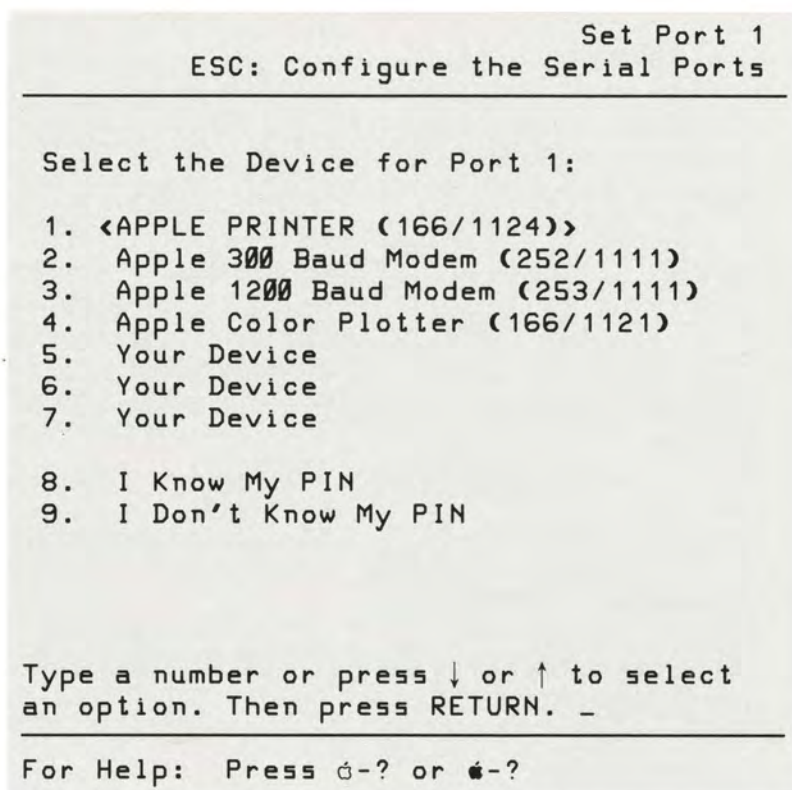 Set Port 1
ESC: Configure the Serial Ports
Select the Device for Port 1:
1. <APPLE PRINTER (166/1124)>
2. Apple 300 Baud Modem (252/1111)
3. Apple 1200 Baud Modem (253/1111)
4. Apple Color Plotter (166/1121)
5. Your Device
6. Your Device
7. Your Device
8. I Know My PIN
9. I Don't Know My PIN
Type a number or press ↓ or ↑ to select
an option. Then press RETURN. _
For Help: Press -? or -?